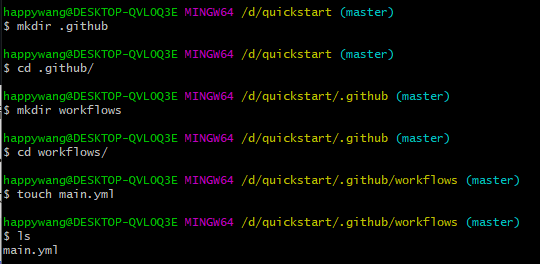 happywang@DESKTOP-QVLOQ3E MINGW64 /d/quickstart (master)
$ mkdir .github
happywang@DESKTOP-QVLOQ3E MINGW64 /d/quickstart (master)
$ cd .github/
happywang@DESKTOP-QVLOQ3E MINGW64 /d/quickstart/.github (master)
$ mkdir workflows
happywang@DESKTOP-QVLOQ3E MINGW64 /d/quickstart/.github (master)
$ cd workflows/
happywang@DESKTOP-QVLOQ3E MINGW64 /d/quickstart/.github/workflows (master)
$ touch main.yml
happywang@DESKTOP-QVLOQ3E MINGW64 /d/quickstart/.github/workflows (master)
$ ls
main.yml